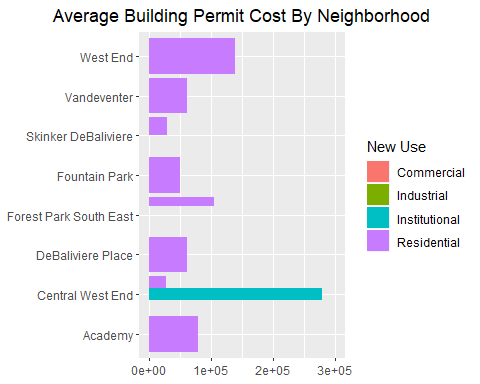 Average Building Permit Cost By Neighborhood
West End
Vandeventer
Skinker DeBaliviere
Fountain Park
Forest Park South East
DeBaliviere Place
Central West End
Academy
0e+00 1e+05 2e+05 3e+05
New Use
Commercial
Industrial
Institutional
Residential